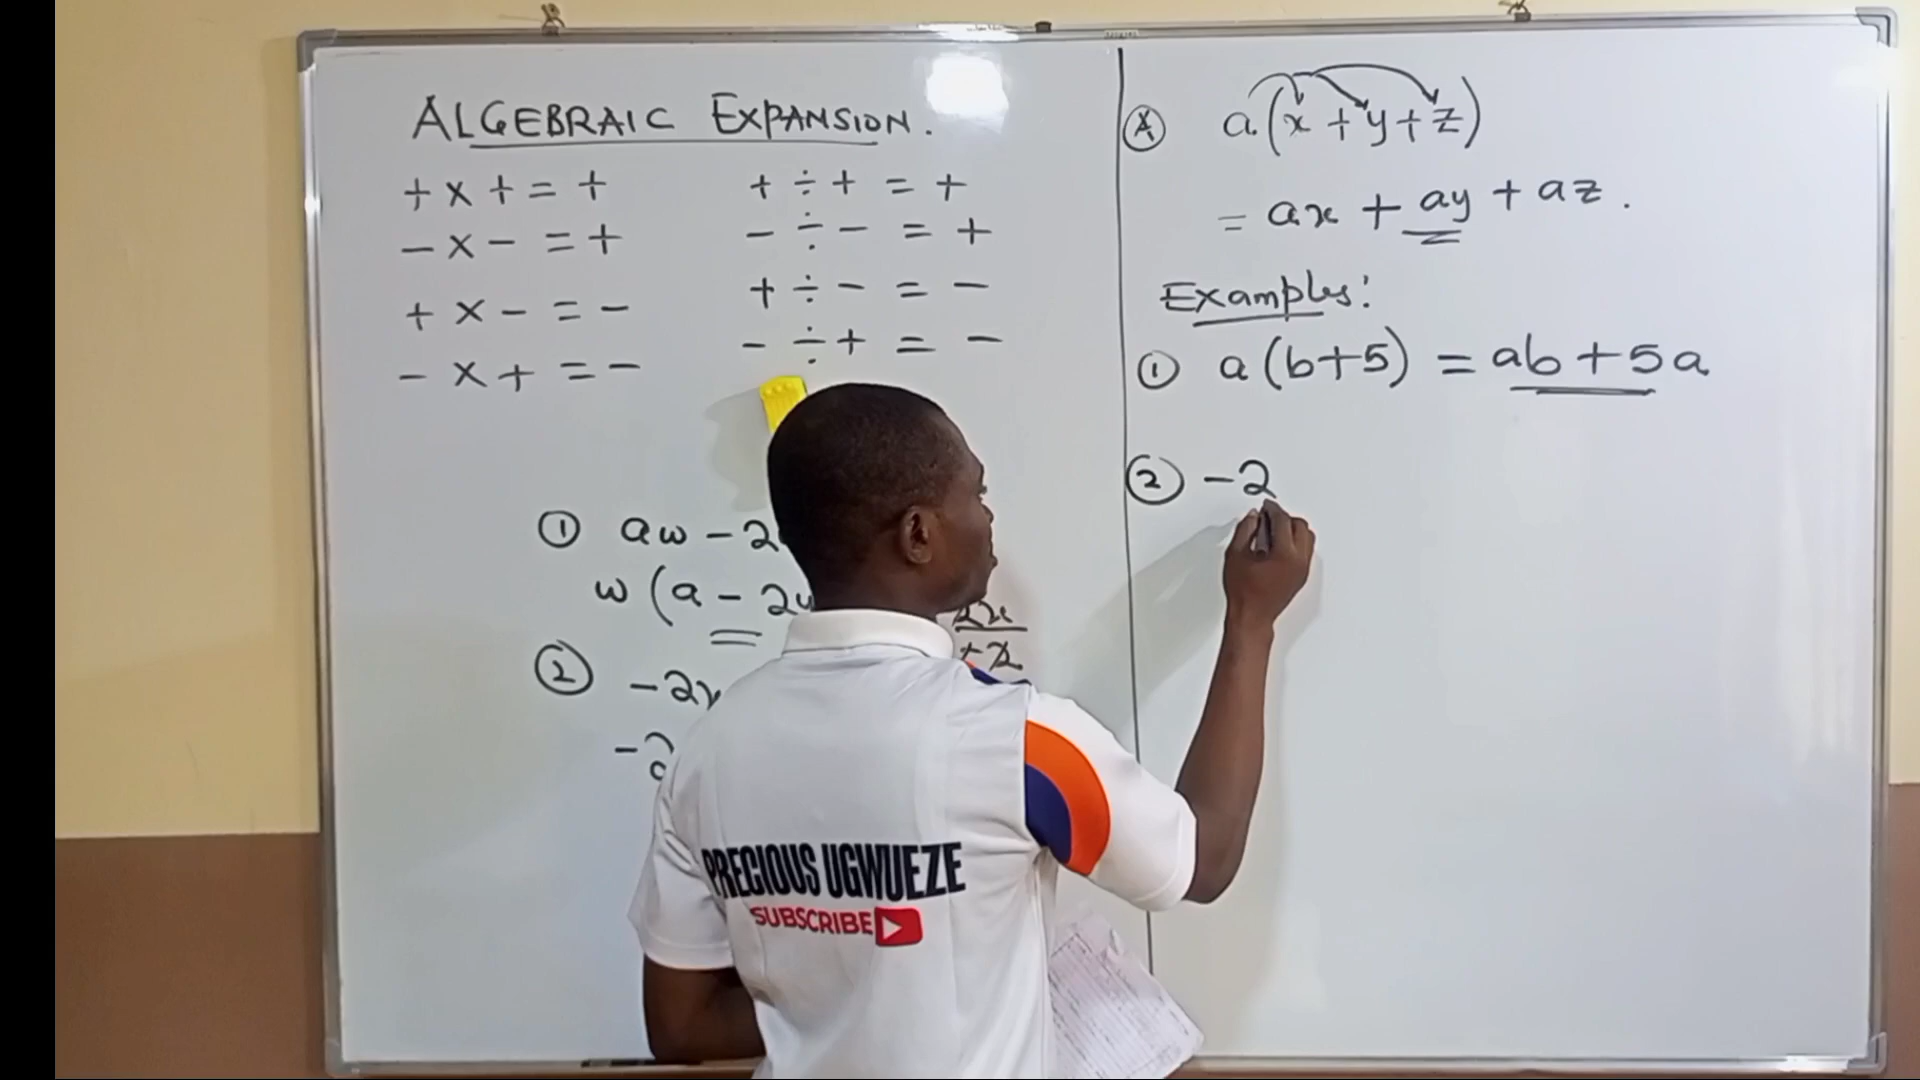 ALGEBRAIC EXPANSION.
+ x + = +
- x - = +
+ x - = -
- x + = -
+ ÷ + = +
- ÷ - = +
+ ÷ - = -
- ÷ + = -
① aw - 2
w (a - 2
② -2
-2
PRECIOUS UGWUEZE
SUBSCRIBE
Ⓐ a(x + y + z)
= ax + ay + az.
Examples:
① a(b+5) = ab + 5a
② -2